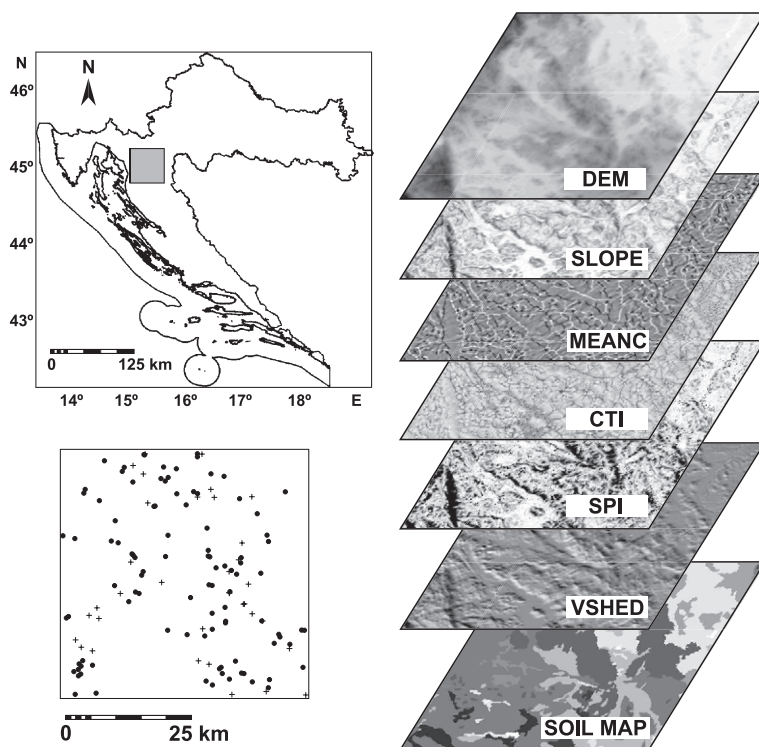 N
N
46º
45º
44º
43º
0
125 km
14º
15º
16º
17º
18º
E
0
25 km
DEM
SLOPE
MEANC
CTI
SPI
VSHED
SOIL MAP